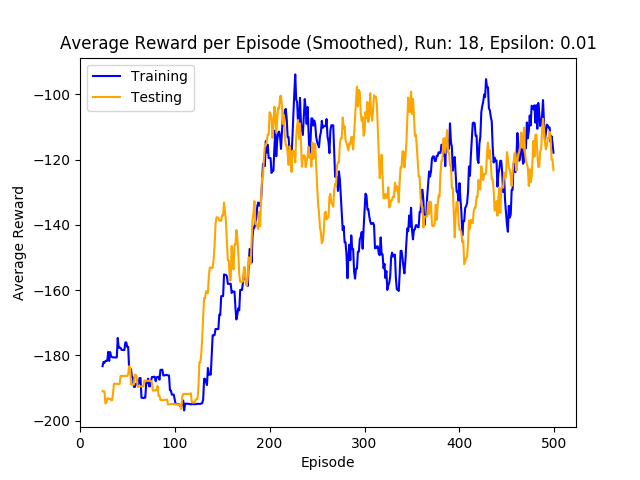 Average Reward per Episode (Smoothed), Run: 18, Epsilon: 0.01
Training
Testing
−100
−120
−140
−160
−180
−200
Average Reward
0 100 200 300 400 500
Episode